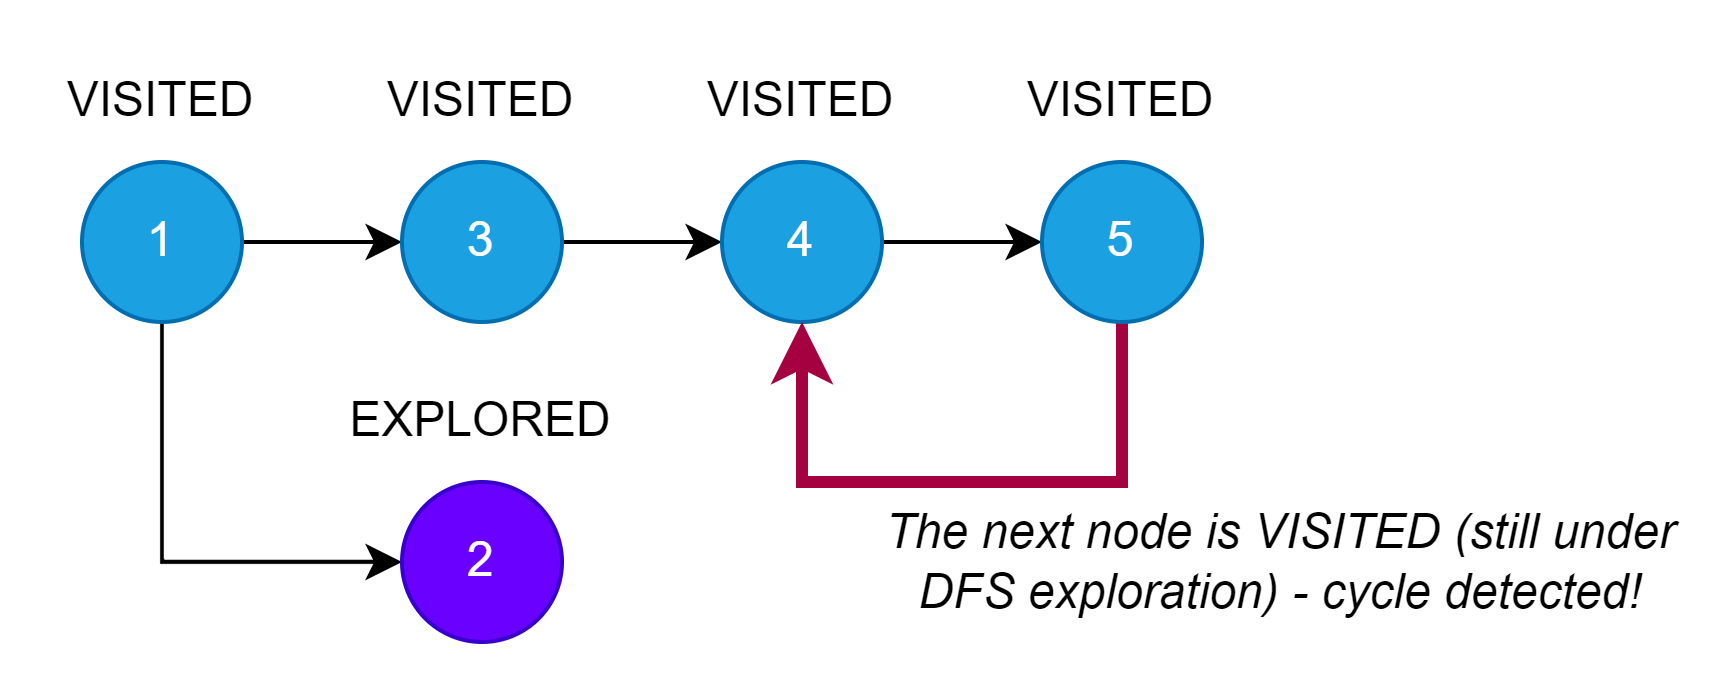 VISITED VISITED VISITED VISITED
1 3 4 5
EXPLORED
2
The next node is VISITED (still under
DFS exploration) - cycle detected!